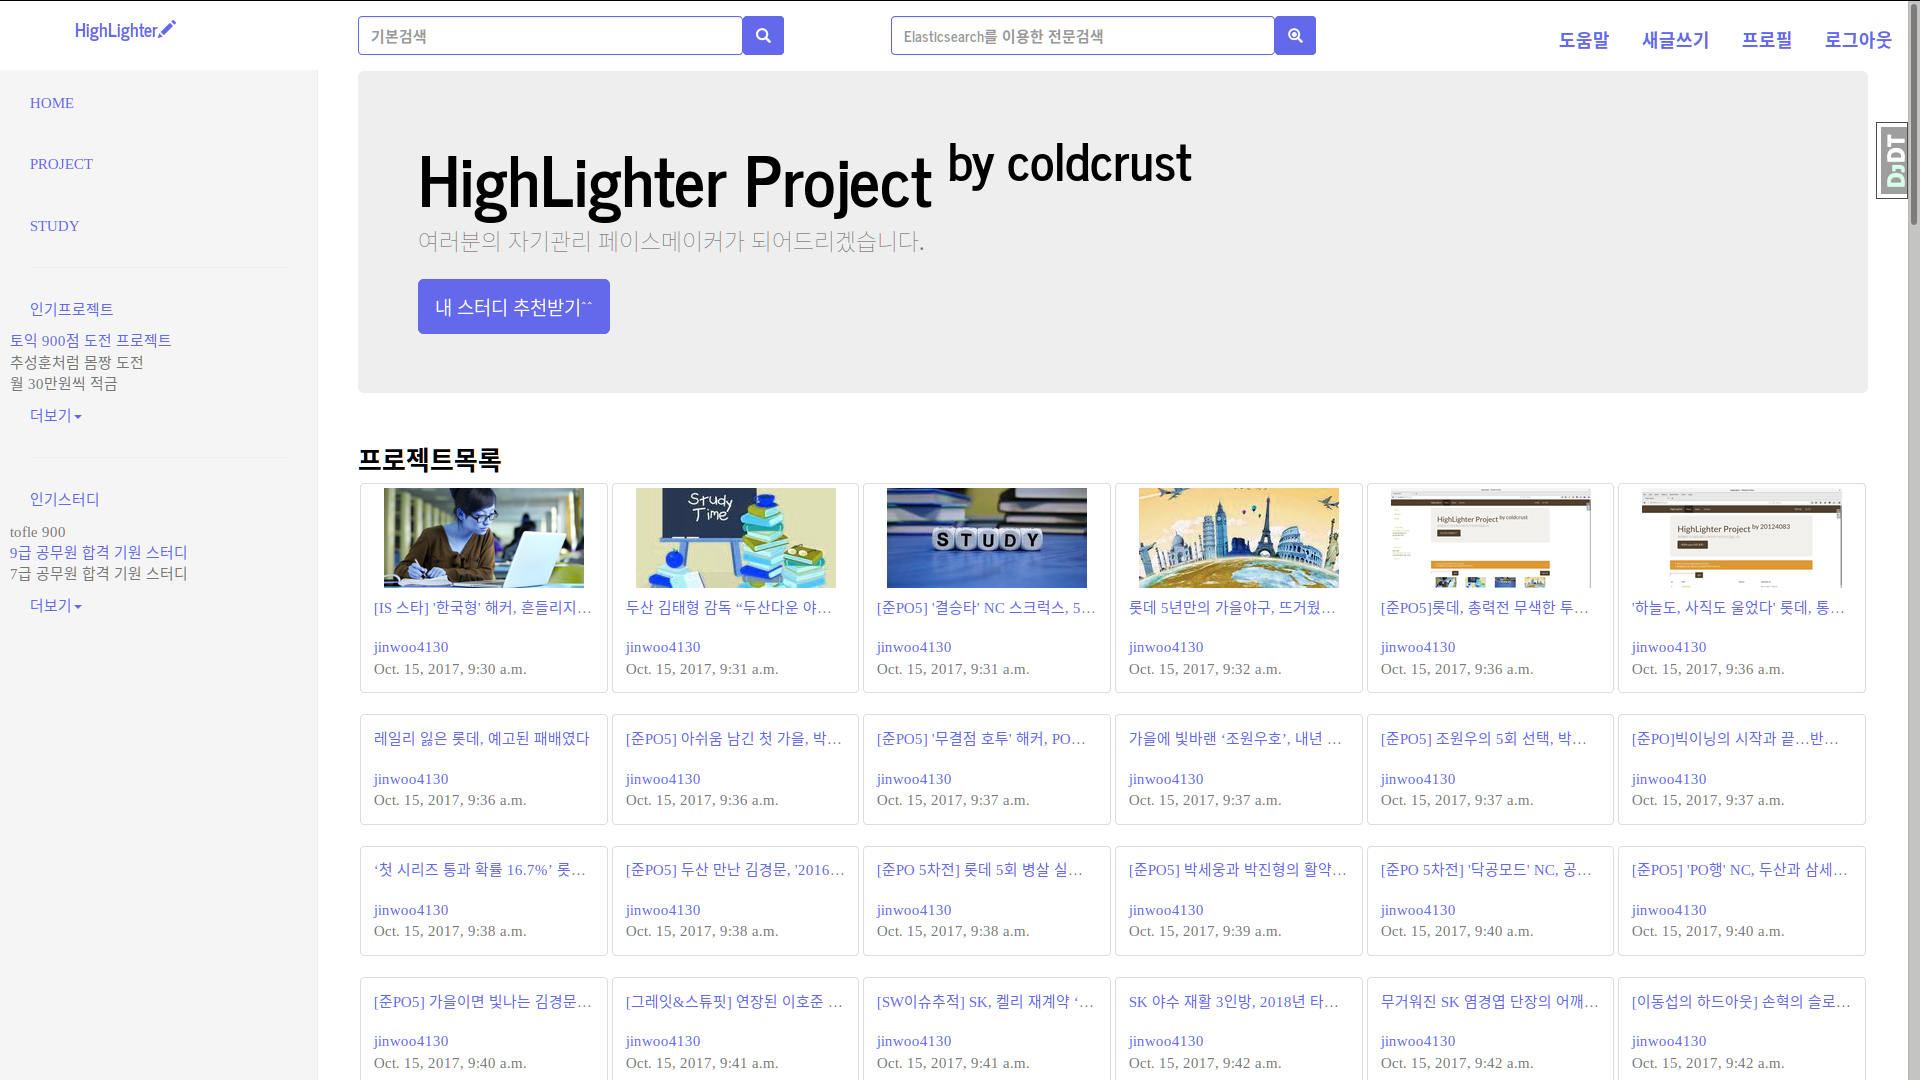 HighLighter
기본검색
Elasticsearch를 이용한 전문검색
도움말
새글쓰기
프로필
로그아웃
HOME
PROJECT
STUDY
인기프로젝트
토익 900점 도전 프로젝트
추성훈처럼 몸짱 도전
월 30만원씩 적금
더보기
인기스터디
tofle 900
9급 공무원 합격 기원 스터디
7급 공무원 합격 기원 스터디
더보기
HighLighter Project by coldcrust
여러분의 자기관리 페이스메이커가 되어드리겠습니다.
내 스터디 추천받기^^
DJDT
프로젝트목록
Study Time
STUDY
HighLighter Project by coldcrust
HighLighter Project by 20124083
[IS 스타] '한국형' 해커, 흔들리지...
두산 김태형 감독 “두산다운 야...
[준PO5] '결승타' NC 스크럭스, 5...
롯데 5년만의 가을야구, 뜨거웠...
[준PO5]롯데, 총력전 무색한 투...
'하늘도, 사직도 울었다' 롯데, 통...
jinwoo4130
jinwoo4130
jinwoo4130
jinwoo4130
jinwoo4130
jinwoo4130
Oct. 15, 2017, 9:30 a.m.
Oct. 15, 2017, 9:31 a.m.
Oct. 15, 2017, 9:31 a.m.
Oct. 15, 2017, 9:32 a.m.
Oct. 15, 2017, 9:36 a.m.
Oct. 15, 2017, 9:36 a.m.
레일리 잃은 롯데, 예고된 패배였다
[준PO5] 아쉬움 남긴 첫 가을, 박...
[준PO5] '무결점 호투' 해커, PO...
가을에 빛바랜 ‘조원우호’, 내년 ...
[준PO5] 조원우의 5회 선택, 박...
[준PO]빅이닝의 시작과 끝…반...
jinwoo4130
jinwoo4130
jinwoo4130
jinwoo4130
jinwoo4130
jinwoo4130
Oct. 15, 2017, 9:36 a.m.
Oct. 15, 2017, 9:36 a.m.
Oct. 15, 2017, 9:37 a.m.
Oct. 15, 2017, 9:37 a.m.
Oct. 15, 2017, 9:37 a.m.
Oct. 15, 2017, 9:37 a.m.
‘첫 시리즈 통과 확률 16.7%’ 롯...
[준PO5] 두산 만난 김경문, '2016...
[준PO 5차전] 롯데 5회 병살 실...
[준PO5] 박세웅과 박진형의 활약...
[준PO 5차전] '닥공모드' NC, 공...
[준PO5] 'PO행' NC, 두산과 삼세...
jinwoo4130
jinwoo4130
jinwoo4130
jinwoo4130
jinwoo4130
jinwoo4130
Oct. 15, 2017, 9:38 a.m.
Oct. 15, 2017, 9:38 a.m.
Oct. 15, 2017, 9:38 a.m.
Oct. 15, 2017, 9:39 a.m.
Oct. 15, 2017, 9:40 a.m.
Oct. 15, 2017, 9:40 a.m.
[준PO5] 가을이면 빛나는 김경문...
[그레잇&스튜핏] 연장된 이호준 ...
[SW이슈추적] SK, 켈리 재계약 ‘...
SK 야수 재활 3인방, 2018년 타...
무거워진 SK 염경엽 단장의 어깨...
[이동섭의 하드아웃] 손혁의 슬로...
jinwoo4130
jinwoo4130
jinwoo4130
jinwoo4130
jinwoo4130
jinwoo4130
Oct. 15, 2017, 9:40 a.m.
Oct. 15, 2017, 9:41 a.m.
Oct. 15, 2017, 9:41 a.m.
Oct. 15, 2017, 9:42 a.m.
Oct. 15, 2017, 9:42 a.m.
Oct. 15, 2017, 9:42 a.m.